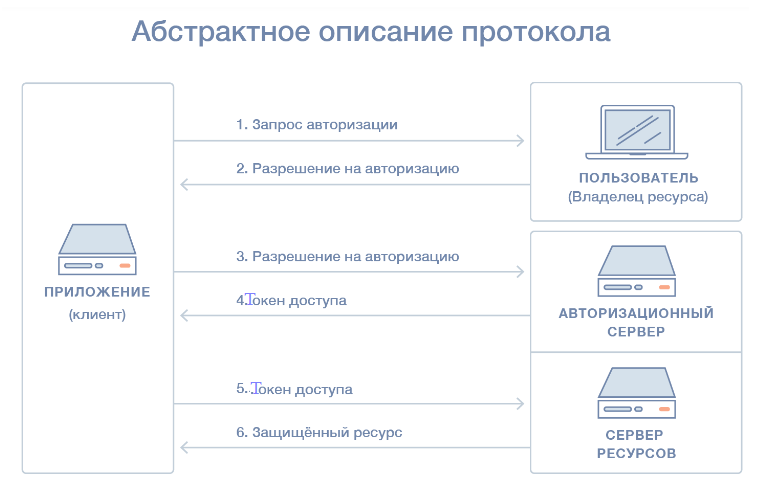 Абстрактное описание протокола
1. Запрос авторизации
2. Разрешение на авторизацию
ПОЛЬЗОВАТЕЛЬ
(Владелец ресурса)
3. Разрешение на авторизацию
ПРИЛОЖЕНИЕ
(клиент)
4.Токен доступа
АВТОРИЗАЦИОННЫЙ
СЕРВЕР
5. Токен доступа
6. Защищённый ресурс
СЕРВЕР
РЕСУРСОВ